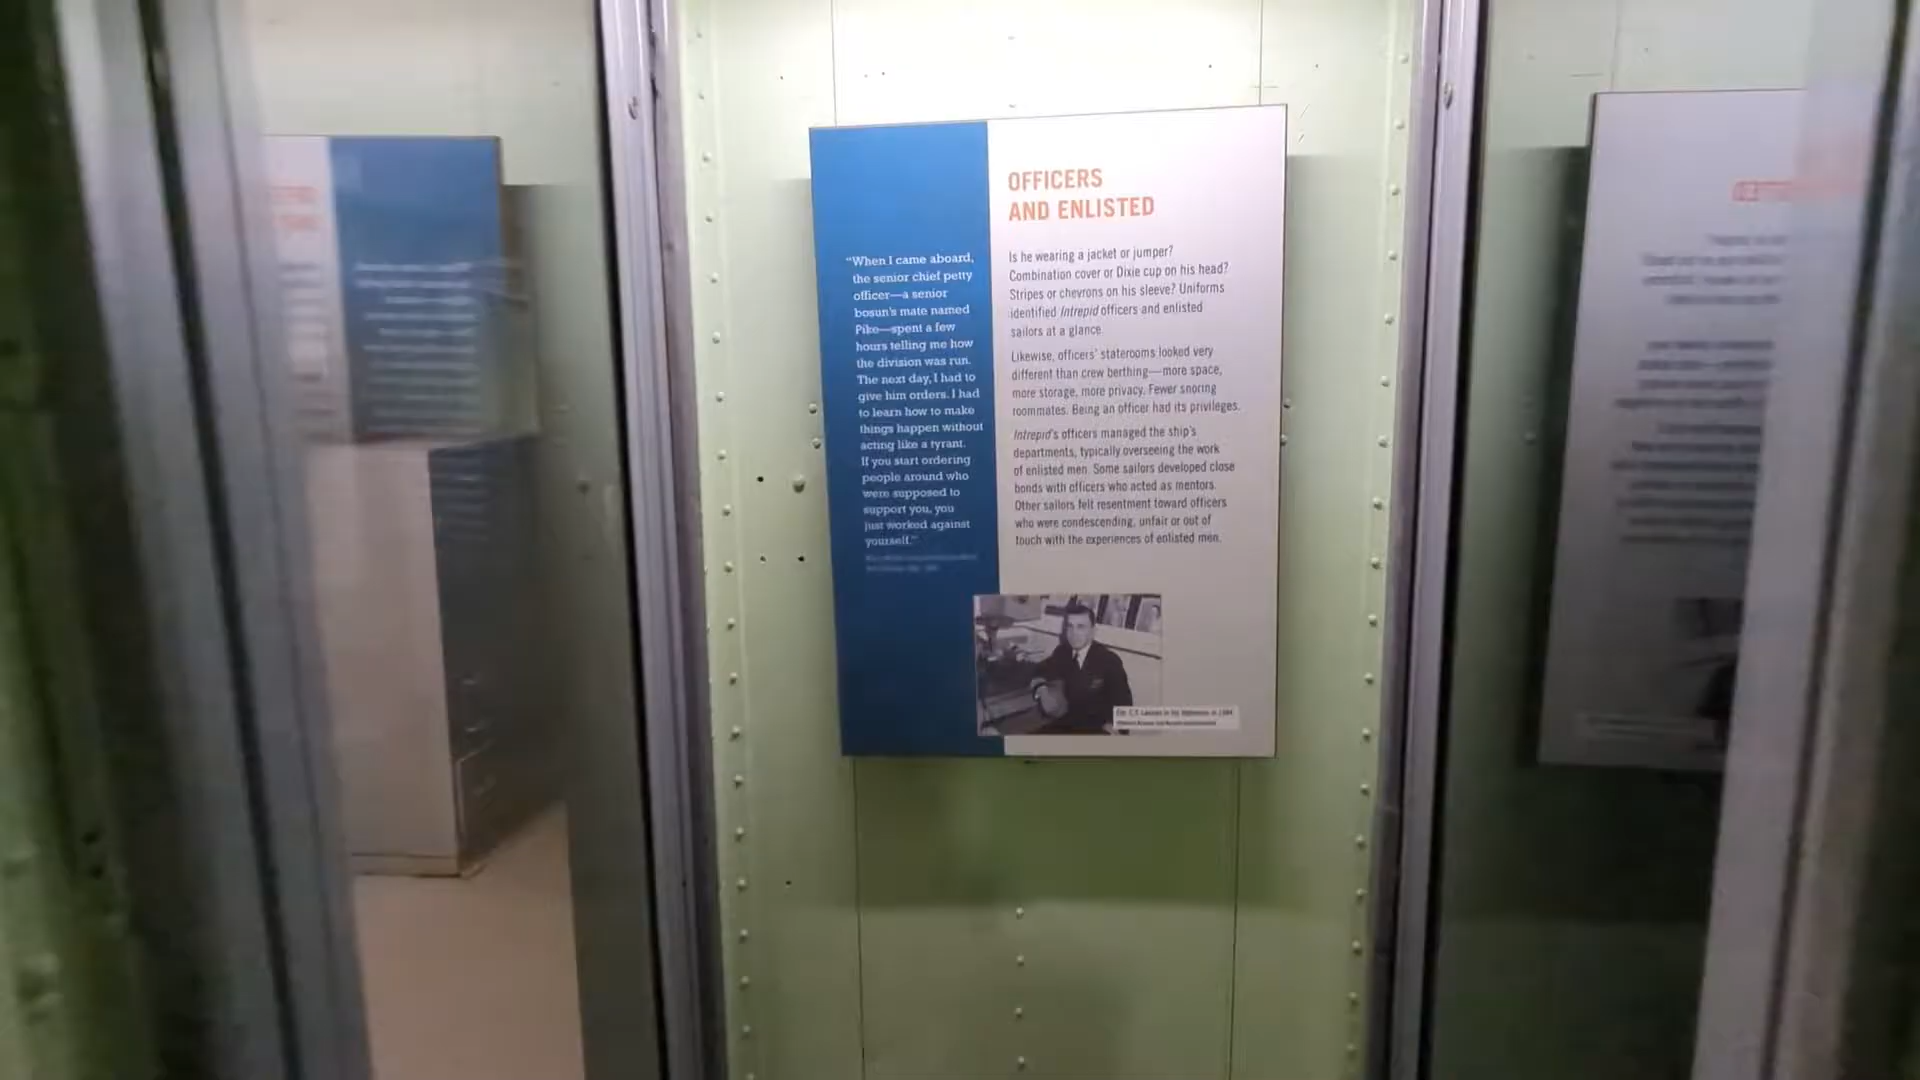 “When I came aboard,
the senior chief petty
officer—a senior
bosun's mate named
Pike—spent a few
hours telling me how
the division was run.
The next day, I had to
give him orders. I had
to learn how to make
things happen without
acting like a tyrant.
If you start ordering
people around who
were supposed to
support you, you
just worked against
yourself.”
OFFICERS
AND ENLISTED
Is he wearing a jacket or jumper?
Combination cover or Dixie cup on his head?
Stripes or chevrons on his sleeve? Uniforms
identified Intrepid officers and enlisted
sailors at a glance.
Likewise, officers' staterooms looked very
different than crew berthing—more space,
more storage, more privacy. Fewer snoring
roommates. Being an officer had its privileges.
Intrepid's officers managed the ship's
departments, typically overseeing the work
of enlisted men. Some sailors developed close
bonds with officers who acted as mentors.
Other sailors felt resentment toward officers
who were condescending, unfair or out of
touch with the experiences of enlisted men.